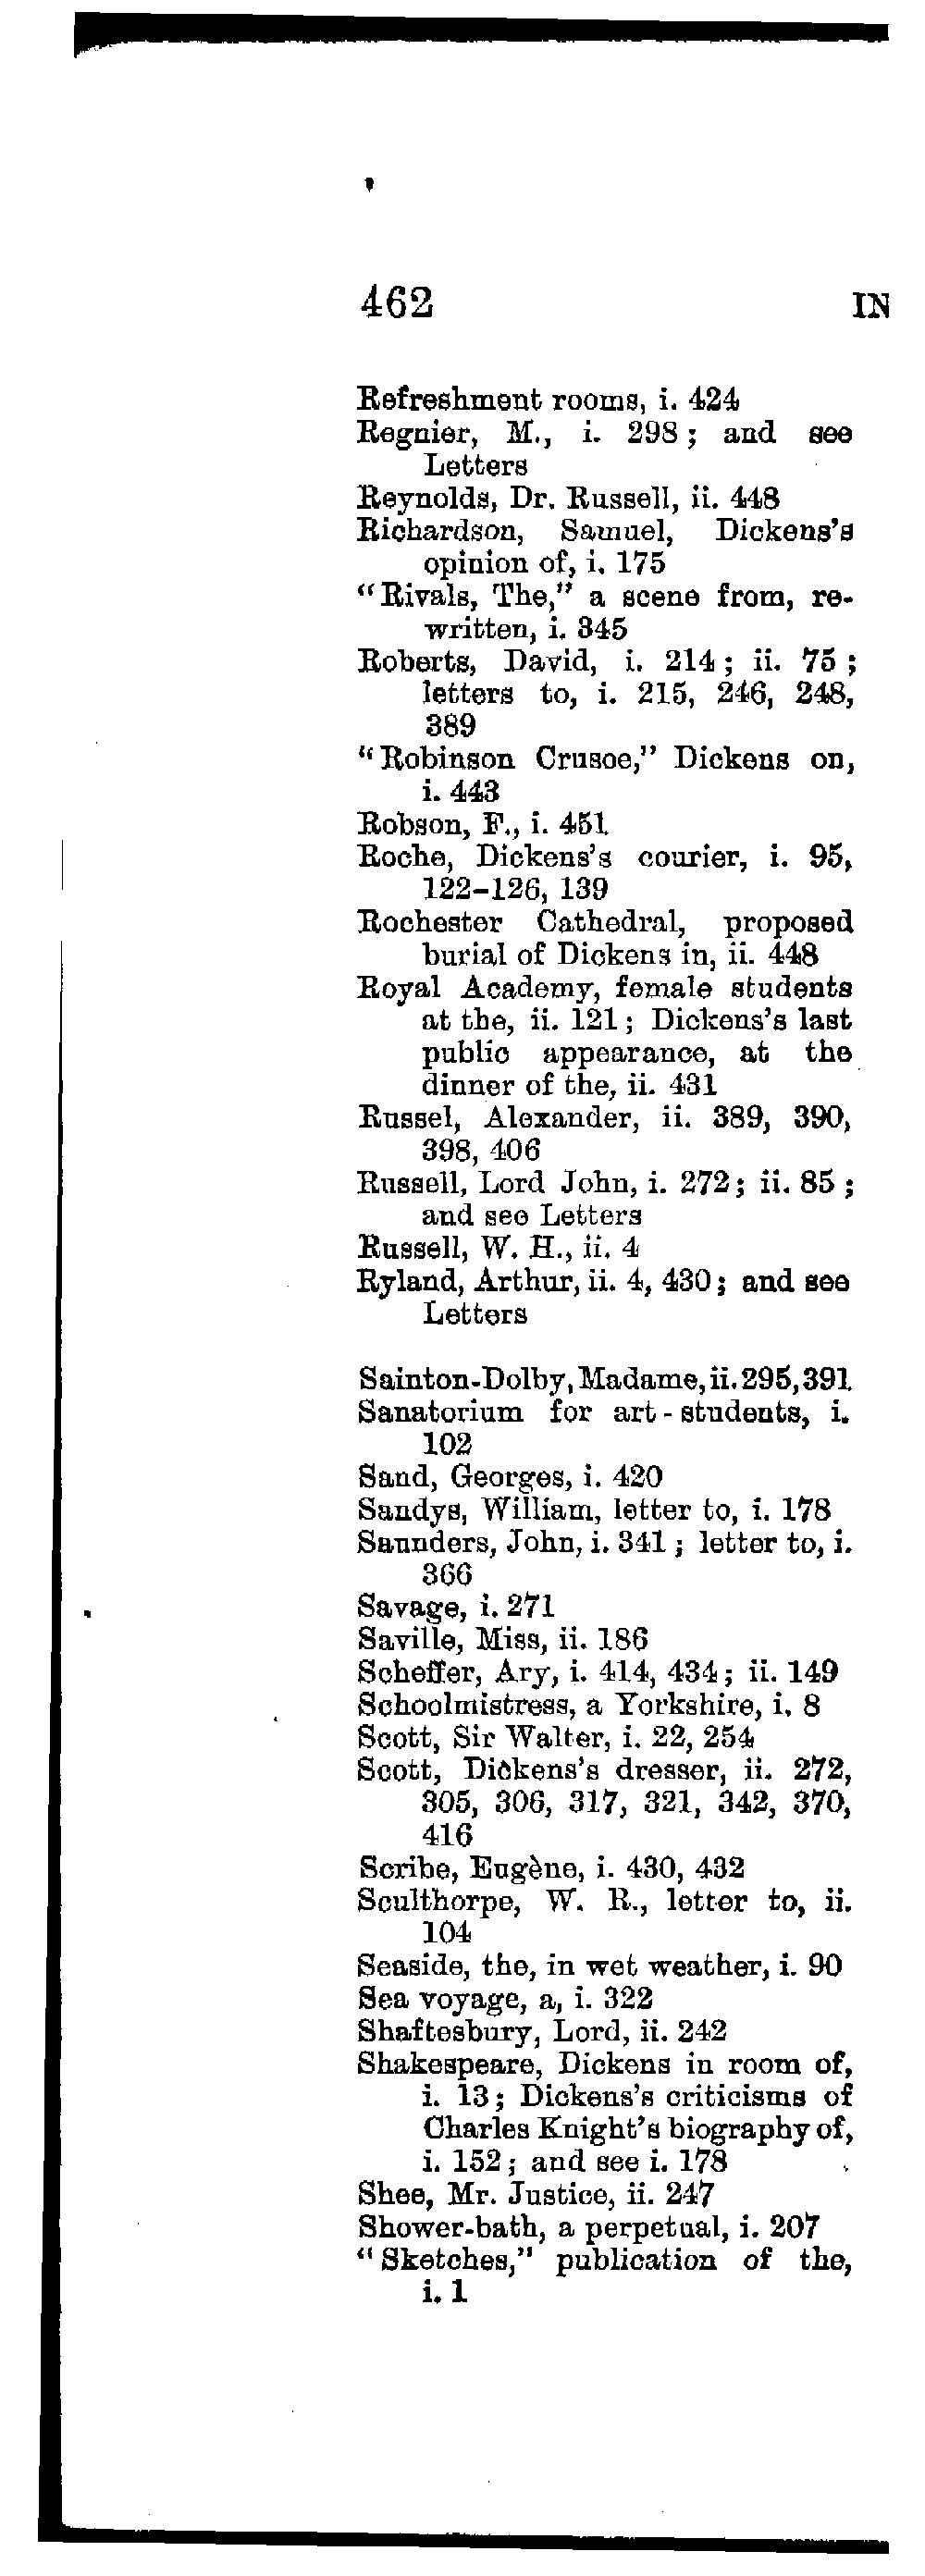 462 IN
Refreshment rooms, i. 424
Regnier, M., i. 298; and see
Letters
Reynolds, Dr. Russell, ii. 448
Richardson, Samuel, Dickens's
opinion of, i. 175
"Rivals, The," a scene from, re-
written, i. 345
Roberts, David, i. 214; ii. 75;
letters to, i. 215, 246, 248,
389
"Robinson Crusoe," Dickens on,
i. 443
Robson, F., i. 451
Roche, Dickens's courier, i. 95,
122-126, 139
Rochester Cathedral, proposed
burial of Dickens in, ii. 448
Royal Academy, female students
at the, ii. 121; Dickens's last
public appearance, at the
dinner of the, ii. 431
Russel, Alexander, ii. 389, 390,
398, 406
Russell, Lord John, i. 272; ii. 85;
and see Letters
Russell, W. H., ii. 4
Ryland, Arthur, ii. 4, 430; and see
Letters
Sainton-Dolby, Madame, ii. 295, 391
Sanatorium for art-students, i.
102
Sand, Georges, i. 420
Sandys, William, letter to, i. 178
Saunders, John, i. 341; letter to, i.
366
Savage, i. 271
Saville, Miss, ii. 186
Scheffer, Ary, i. 414, 434; ii. 149
Schoolmistress, a Yorkshire, i. 8
Scott, Sir Walter, i. 22, 254
Scott, Dickens's dresser, ii. 272,
305, 306, 317, 321, 342, 370,
416
Scribe, Eugène, i. 430, 432
Sculthorpe, W. R., letter to, ii.
104
Seaside, the, in wet weather, i. 90
Sea voyage, a, i. 322
Shaftesbury, Lord, ii. 242
Shakespeare, Dickens in room of,
i. 13; Dickens's criticisms of
Charles Knight's biography of,
i. 152; and see i. 178
Shee, Mr. Justice, ii. 247
Shower-bath, a perpetual, i. 207
"Sketches," publication of the,
i. 1